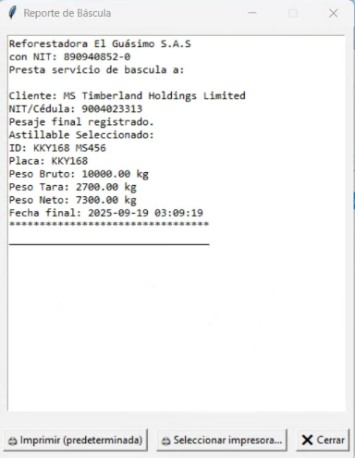 Reporte de Báscula
Reforestadora El Guásimo S.A.S
con NIT: 890940852-0
Presta servicio de bascula a:
Cliente: MS Timberland Holdings Limited
NIT/Cédula: 9004023313
Pesaje final registrado.
Astillable Seleccionado:
ID: KKY168 MS456
Placa: KKY168
Peso Bruto: 10000.00 kg
Peso Tara: 2700.00 kg
Peso Neto: 7300.00 kg
Fecha final: 2025-09-19 03:09:19
********************************
________________________________
Imprimir (predeterminada)
Seleccionar impresora...
Cerrar